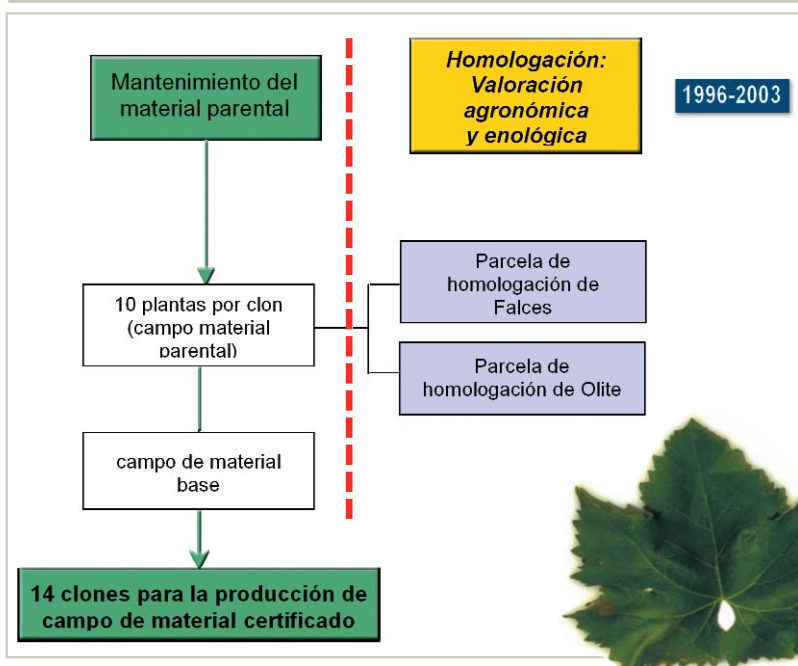 Mantenimiento del
material parental
Homologación:
Valoración
agronómica
y enológica
1996-2003
10 plantas por clon
(campo material
parental)
Parcela de
homologación de
Falces
Parcela de
homologación de Olite
campo de material
base
14 clones para la producción de
campo de material certificado